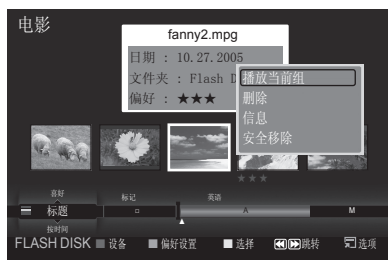 电影
fanny2.mpg
日期 : 10.27.2005
文件夹 : Flash D
偏好 : ★★★
播放当前组
删除
信息
安全移除
★★★
喜好
标记
英语
标题
A
M
按时间
FLASH DISK 设备 偏好设置 选择 跳转 选项